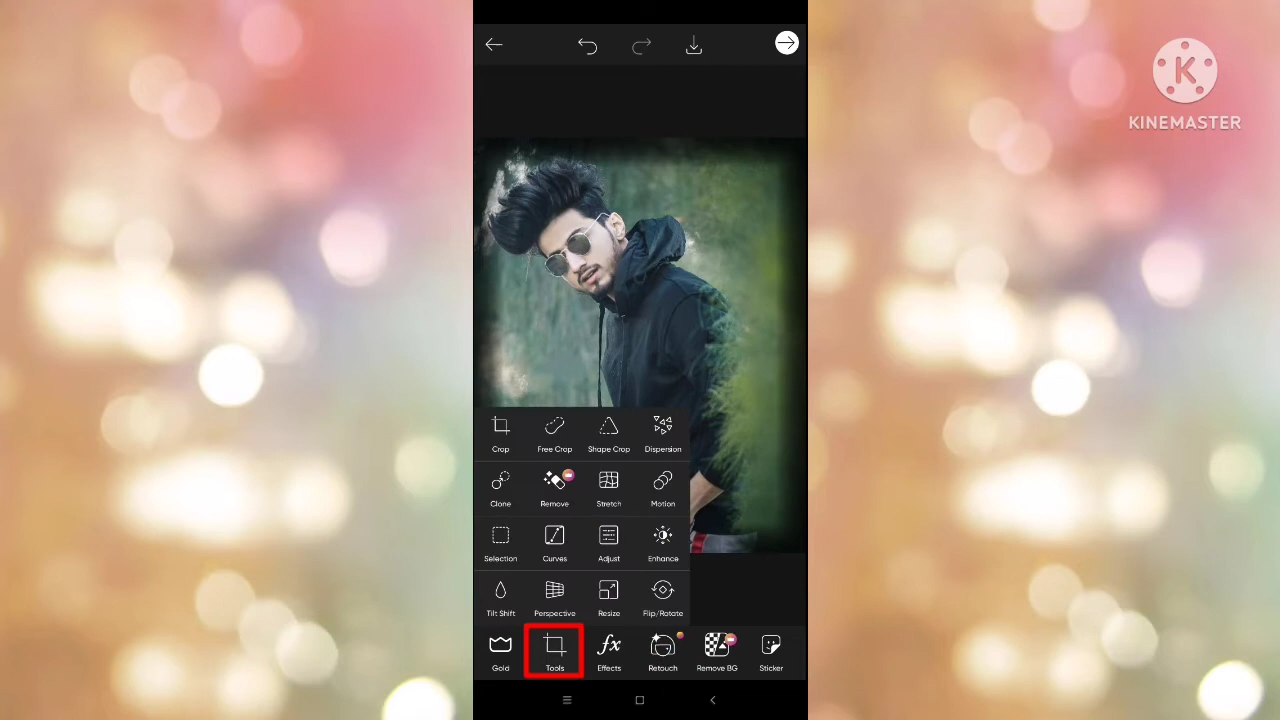 KINEMASTER
Crop Free Crop Shape Crop Dispersion
Clone Remove Stretch Motion
Selection Curves Adjust Enhance
Tilt Shift Perspective Resize Flip/Rotate
Gold Tools Effects Retouch Remove BG Sticker